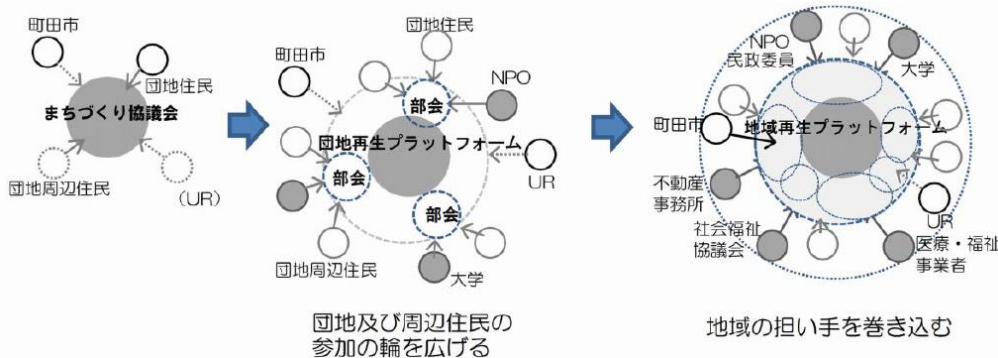 町田市
団地住民
まちづくり協議会
団地周辺住民
(UR)
団地住民
町田市
NPO
部会
団地再生プラットフォーム
UR
部会
部会
団地周辺住民
大学
団地及び周辺住民の
参加の輪を広げる
NPO
民政委員
大学
町田市
地域再生プラットフォーム
不動産
事務所
UR
社会福祉
協議会
医療・福祉
事業者
地域の担い手を巻き込む